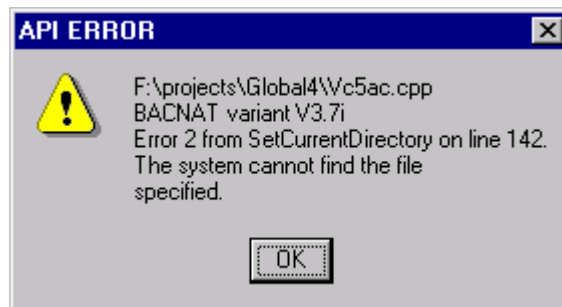 API ERROR
F:\projects\Global4\Vc5ac.cpp
BACNAT variant V3.7i
Error 2 from SetCurrentDirectory on line 142.
The system cannot find the file
specified.
OK